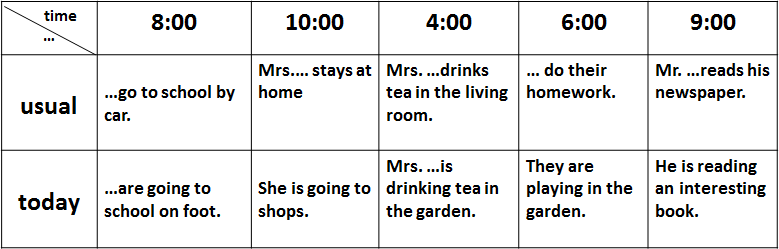 time
...
8:00
10:00
4:00
6:00
9:00
usual
...go to school by
car.
Mrs.... stays at
home
Mrs. ...drinks
tea in the living
room.
... do their
homework.
Mr. ...reads his
newspaper.
today
...are going to
school on foot.
She is going to
shops.
Mrs. ...is
drinking tea in
the garden.
They are
playing in the
garden.
He is reading
an interesting
book.